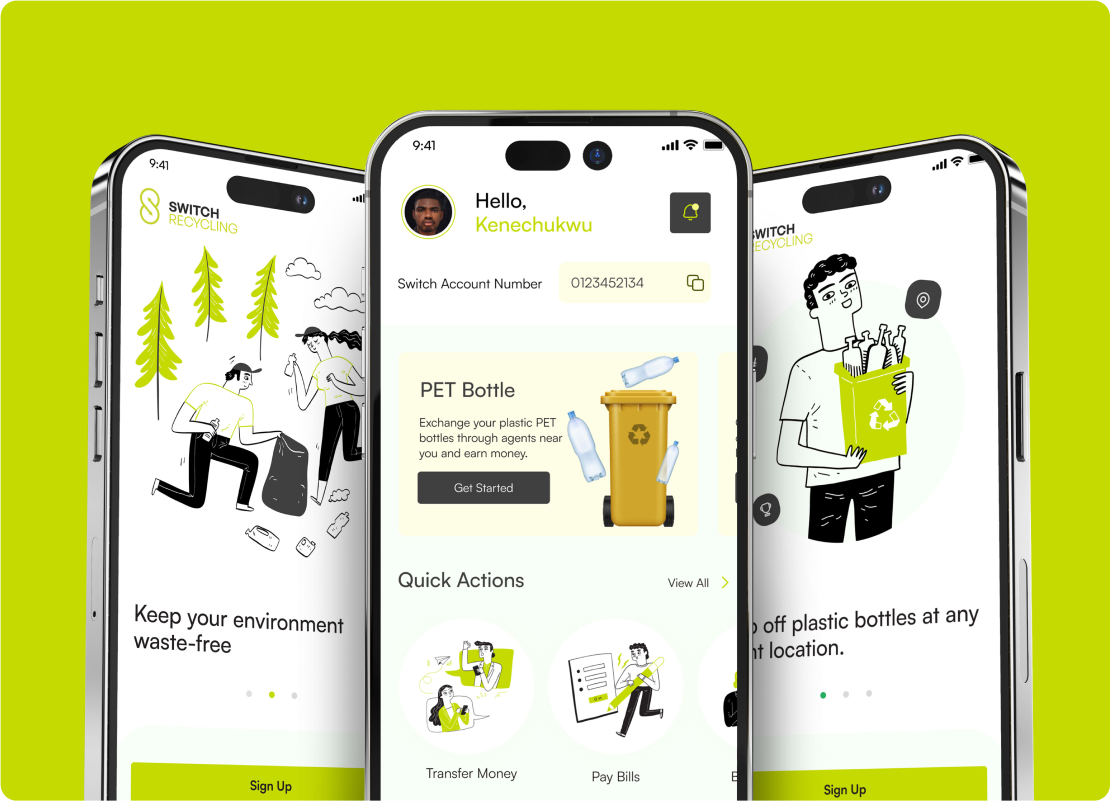 9:41
SWITCH
RECYCLING
Keep your environment
waste-free
Sign Up
9:41
Hello,
Kenechukwu
Switch Account Number
0123452134
PET Bottle
Exchange your plastic PET
bottles through agents near
you and earn money.
Get Started
Quick Actions
View All
Transfer Money
Pay Bills
B
SWITCH
ECYCLING
off plastic bottles at any
location.
Sign Up